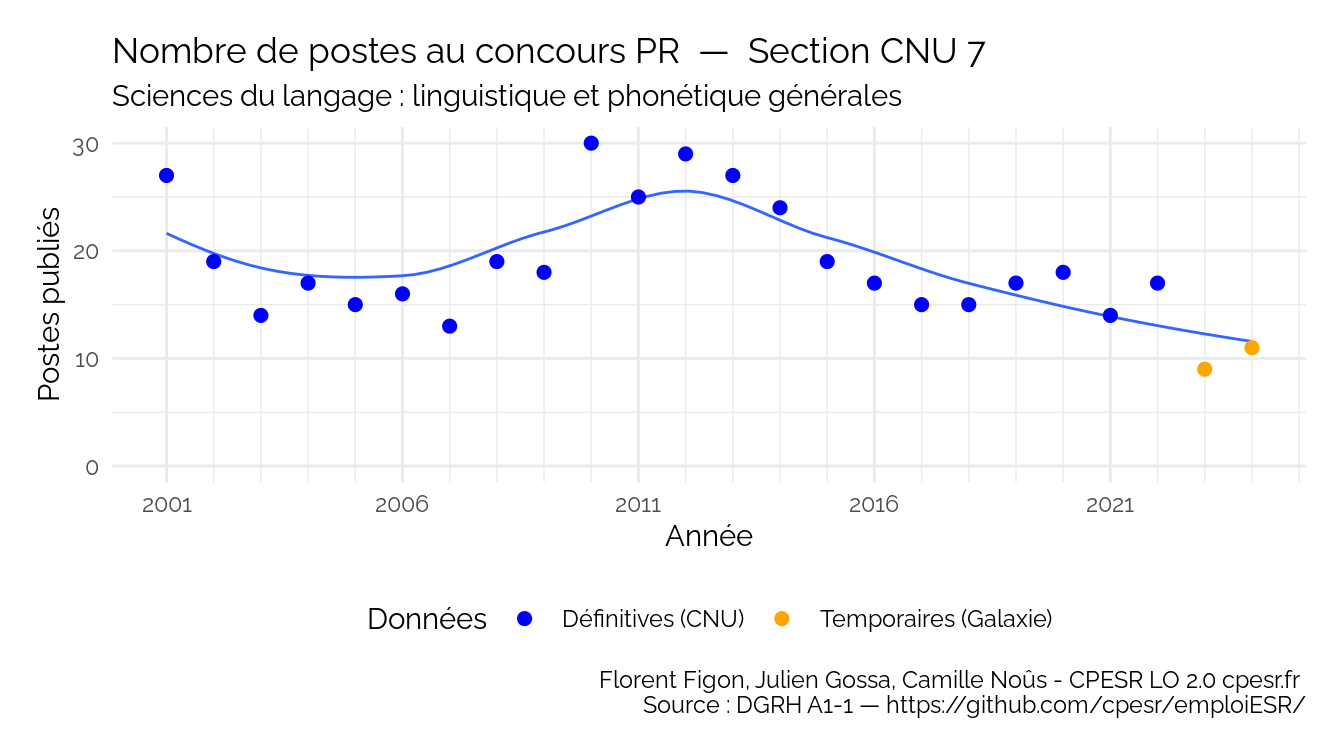 Nombre de postes au concours PR — Section CNU 7
Sciences du langage : linguistique et phonétique générales
Postes publiés
30
20
10
0
2001 2006 2011 2016 2021
Année
Données Définitives (CNU) Temporaires (Galaxie)
Florent Figon, Julien Gossa, Camille Noûs - CPESR LO 2.0 cpesr.fr
Source : DGRH A1-1 — https://github.com/cpesr/emploiESR/